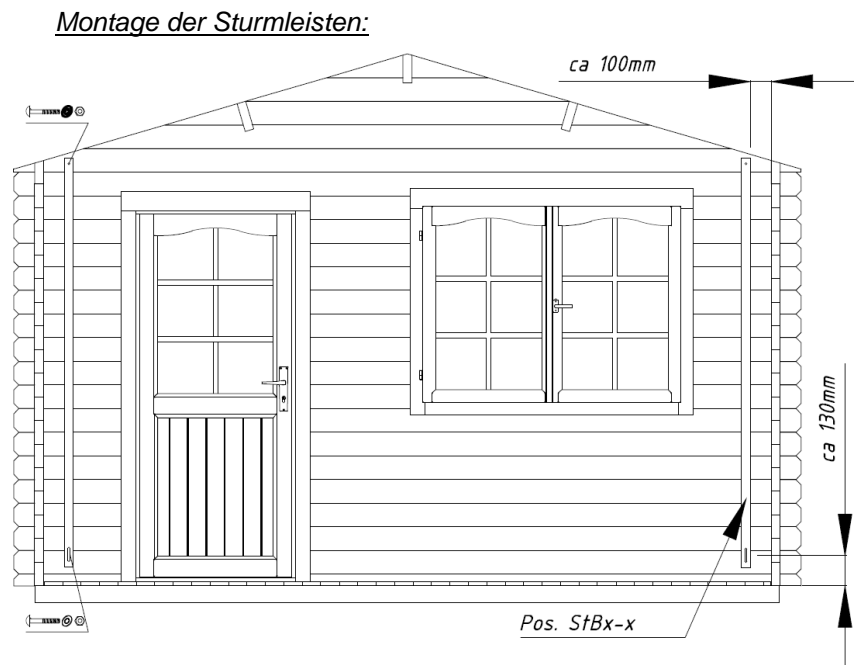 Montage der Sturmleisten:
ca 100mm
ca 130mm
Pos. StBx-x